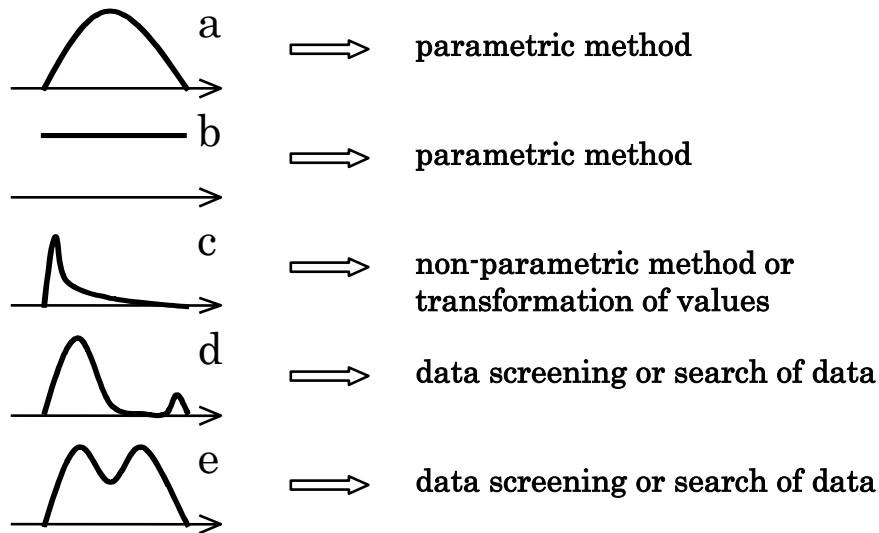 a
parametric method
b
parametric method
c
non-parametric method or
transformation of values
d
data screening or search of data
e
data screening or search of data